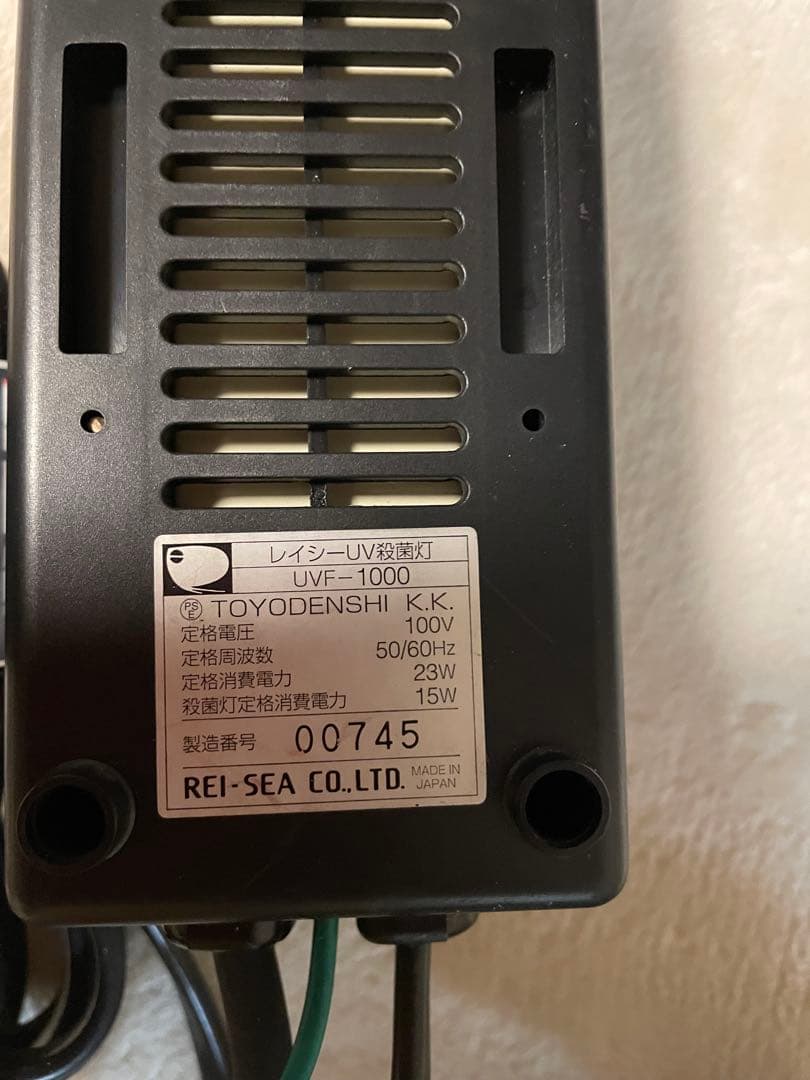 レイシーUV殺菌灯
UVF-1000
PS E TOYODENSHI K.K.
定格電圧 100V
定格周波数 50/60Hz
定格消費電力 23W
殺菌灯定格消費電力 15W
製造番号 00745
REI-SEA CO.,LTD. MADE IN JAPAN